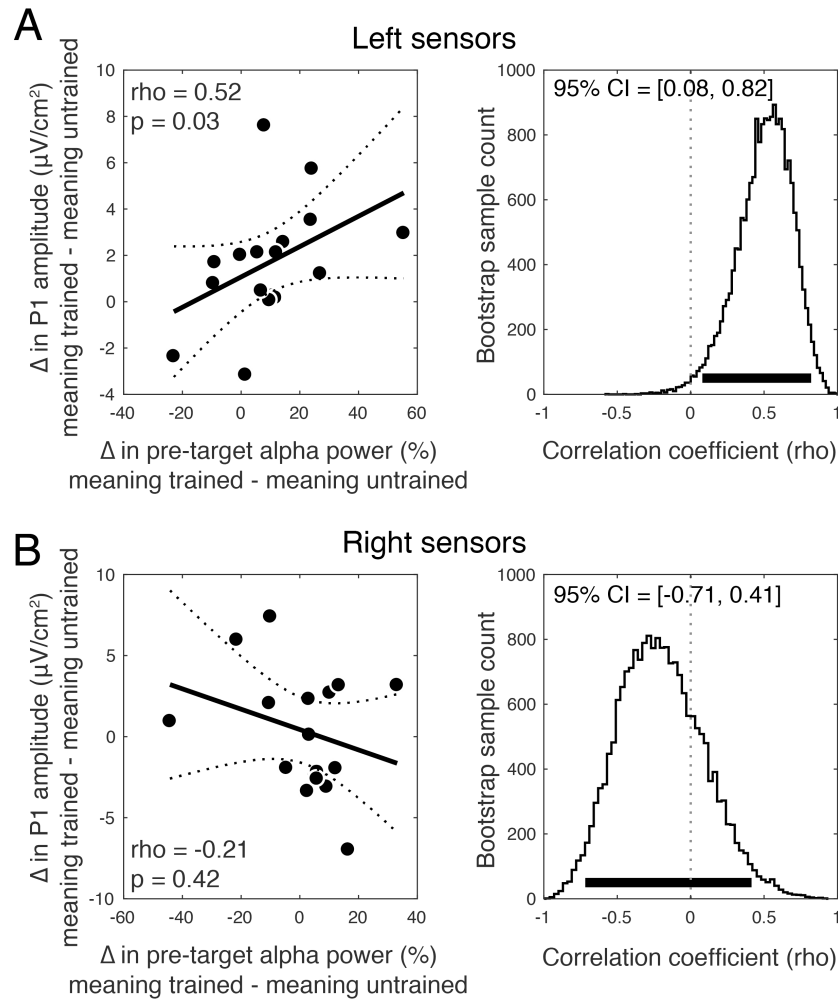 A
Left sensors
Δ in P1 amplitude (µV/cm²)
meaning trained - meaning untrained
10
8
6
4
2
0
-2
-4
rho = 0.52
p = 0.03
-40
-20
0
20
40
60
Δ in pre-target alpha power (%)
meaning trained - meaning untrained
Bootstrap sample count
1000
800
600
400
200
0
95% CI = [0.08, 0.82]
-1
-0.5
0
0.5
1
Correlation coefficient (rho)
B
Right sensors
Δ in P1 amplitude (µV/cm²)
meaning trained - meaning untrained
10
5
0
-5
-10
rho = -0.21
p = 0.42
-60
-40
-20
0
20
40
Δ in pre-target alpha power (%)
meaning trained - meaning untrained
Bootstrap sample count
1000
800
600
400
200
0
95% CI = [-0.71, 0.41]
-1
-0.5
0
0.5
1
Correlation coefficient (rho)